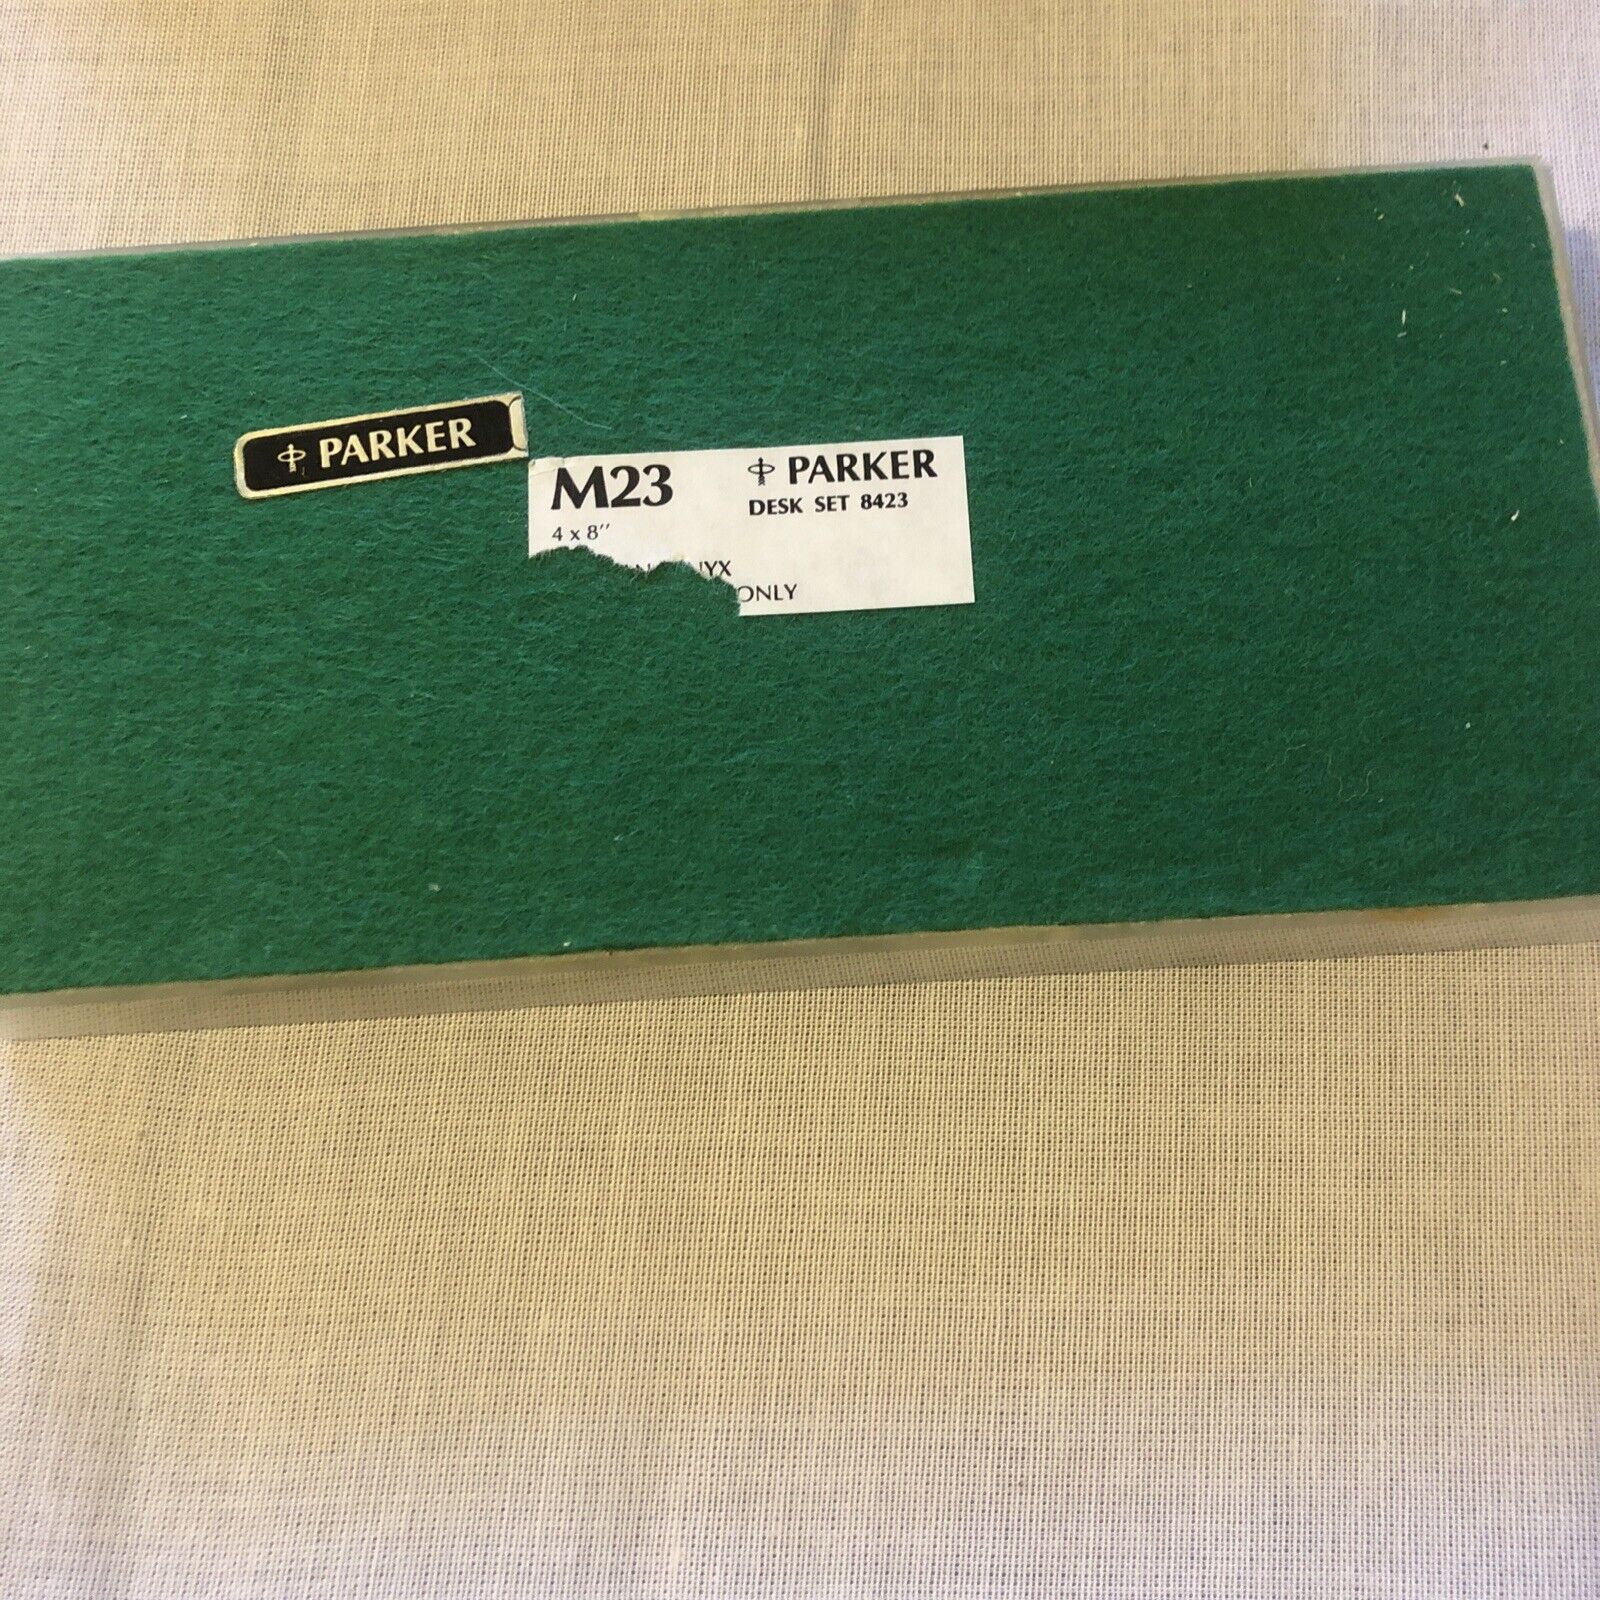 PARKER
M23
PARKER
DESK SET 8423
4 x 8"
ONLY